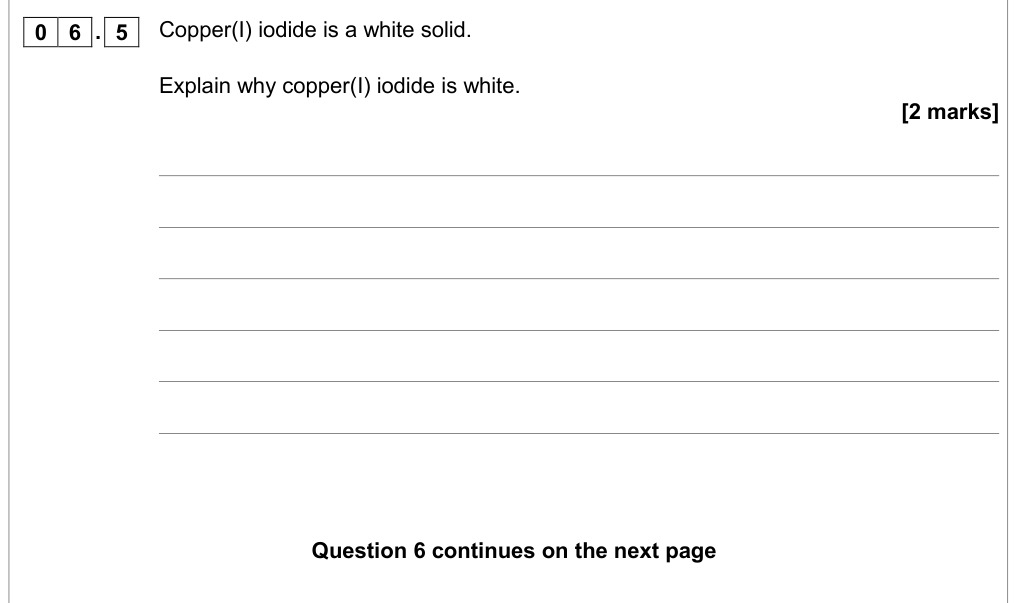 0 6 . 5 Copper(I) iodide is a white solid.
Explain why copper(I) iodide is white.
[2 marks]
Question 6 continues on the next page